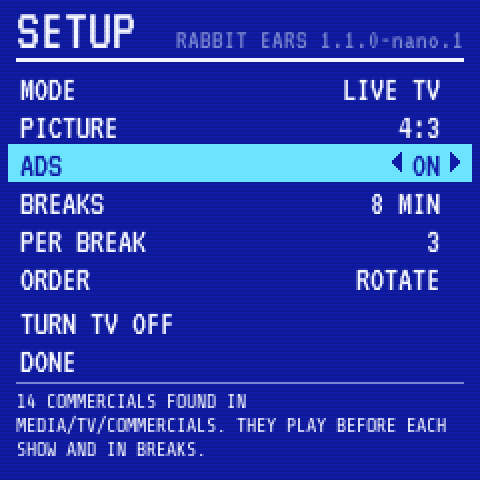 SETUP RABBIT EARS 1.1.0-nano.1
MODE LIVE TV
PICTURE 4:3
ADS ON
BREAKS 8 MIN
PER BREAK 3
ORDER ROTATE
TURN TV OFF
DONE
14 COMMERCIALS FOUND IN
MEDIA/TV/COMMERCIALS. THEY PLAY BEFORE EACH
SHOW AND IN BREAKS.